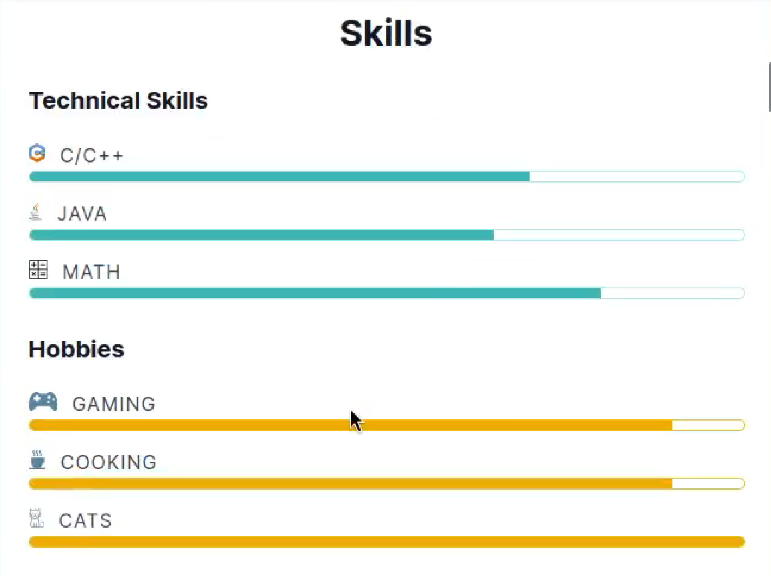 Skills
Technical Skills
C/C++
JAVA
MATH
Hobbies
GAMING
COOKING
CATS